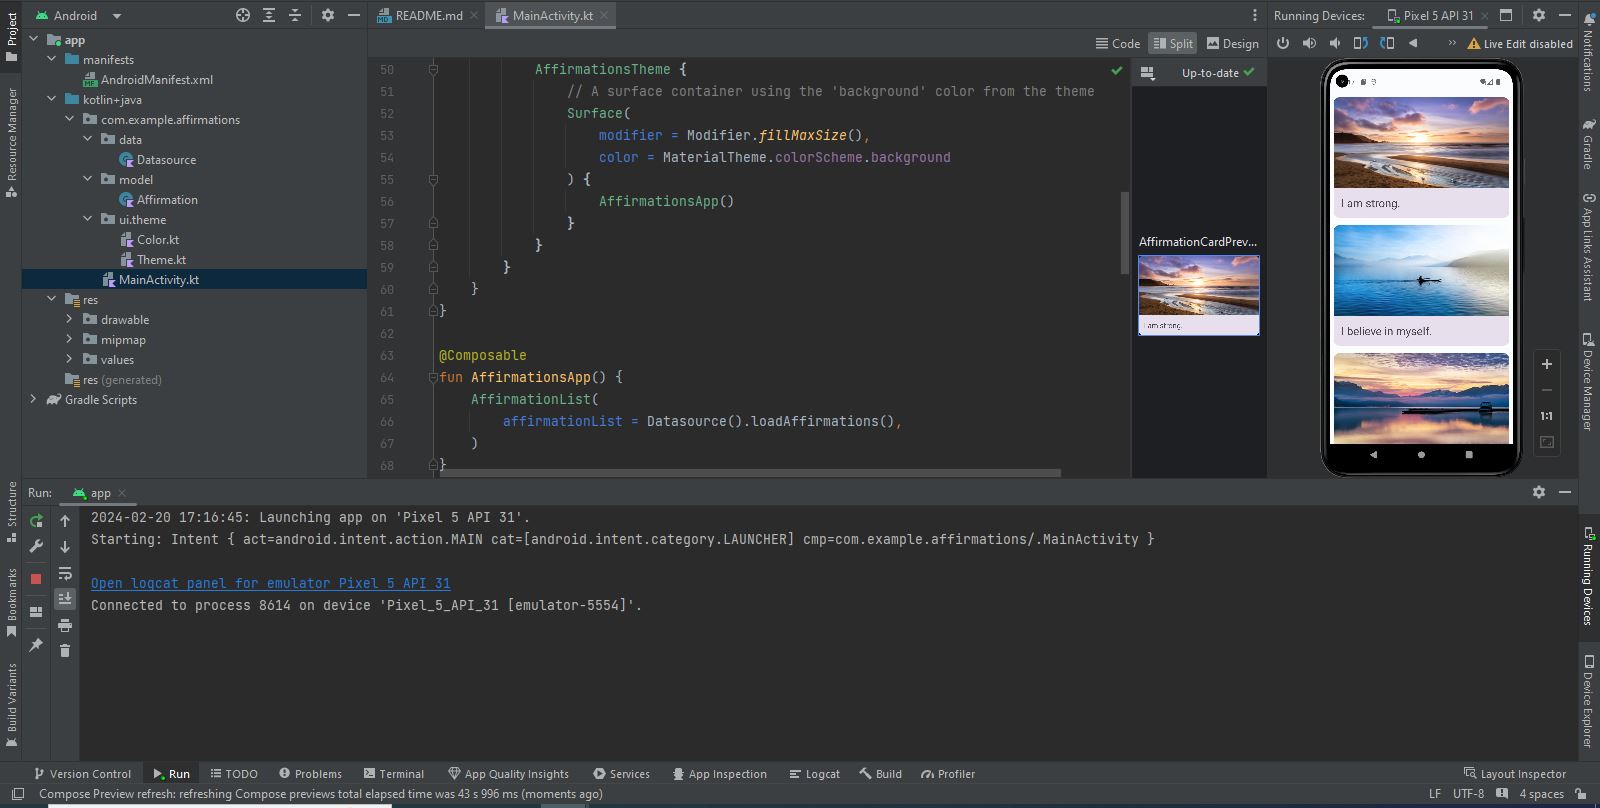 Android
README.md
MainActivity.kt
Running Devices:
Pixel 5 API 31
Project
Resource Manager
Structure
Bookmarks
Build Variants
app
manifests
AndroidManifest.xml
kotlin+java
com.example.affirmations
data
Datasource
model
Affirmation
ui.theme
Color.kt
Theme.kt
MainActivity.kt
res
drawable
mipmap
values
res (generated)
Gradle Scripts
Code
Split
Design
50 AffirmationsTheme {
51 // A surface container using the 'background' color from the theme
52 Surface(
53 modifier = Modifier.fillMaxSize(),
54 color = MaterialTheme.colorScheme.background
55 ) {
56 AffirmationsApp()
57 }
58 }
59 }
60 }
61 }
62
63 @Composable
64 fun AffirmationsApp() {
65 AffirmationList(
66 affirmationList = Datasource().loadAffirmations(),
67 )
68 }
Up-to-date
AffirmationCardPrev...
I am strong.
Live Edit disabled
I am strong.
I believe in myself.
1:1
Notifications
Gradle
App Links Assistant
Device Manager
Running Devices
Device Explorer
Run:
app
2024-02-20 17:16:45: Launching app on 'Pixel 5 API 31'.
Starting: Intent { act=android.intent.action.MAIN cat=[android.intent.category.LAUNCHER] cmp=com.example.affirmations/.MainActivity }
Open logcat panel for emulator Pixel 5 API 31
Connected to process 8614 on device 'Pixel_5_API_31 [emulator-5554]'.
Version Control
Run
TODO
Problems
Terminal
App Quality Insights
Services
App Inspection
Logcat
Build
Profiler
Layout Inspector
Compose Preview refresh: refreshing Compose previews total elapsed time was 43 s 996 ms (moments ago)
LF
UTF-8
4 spaces